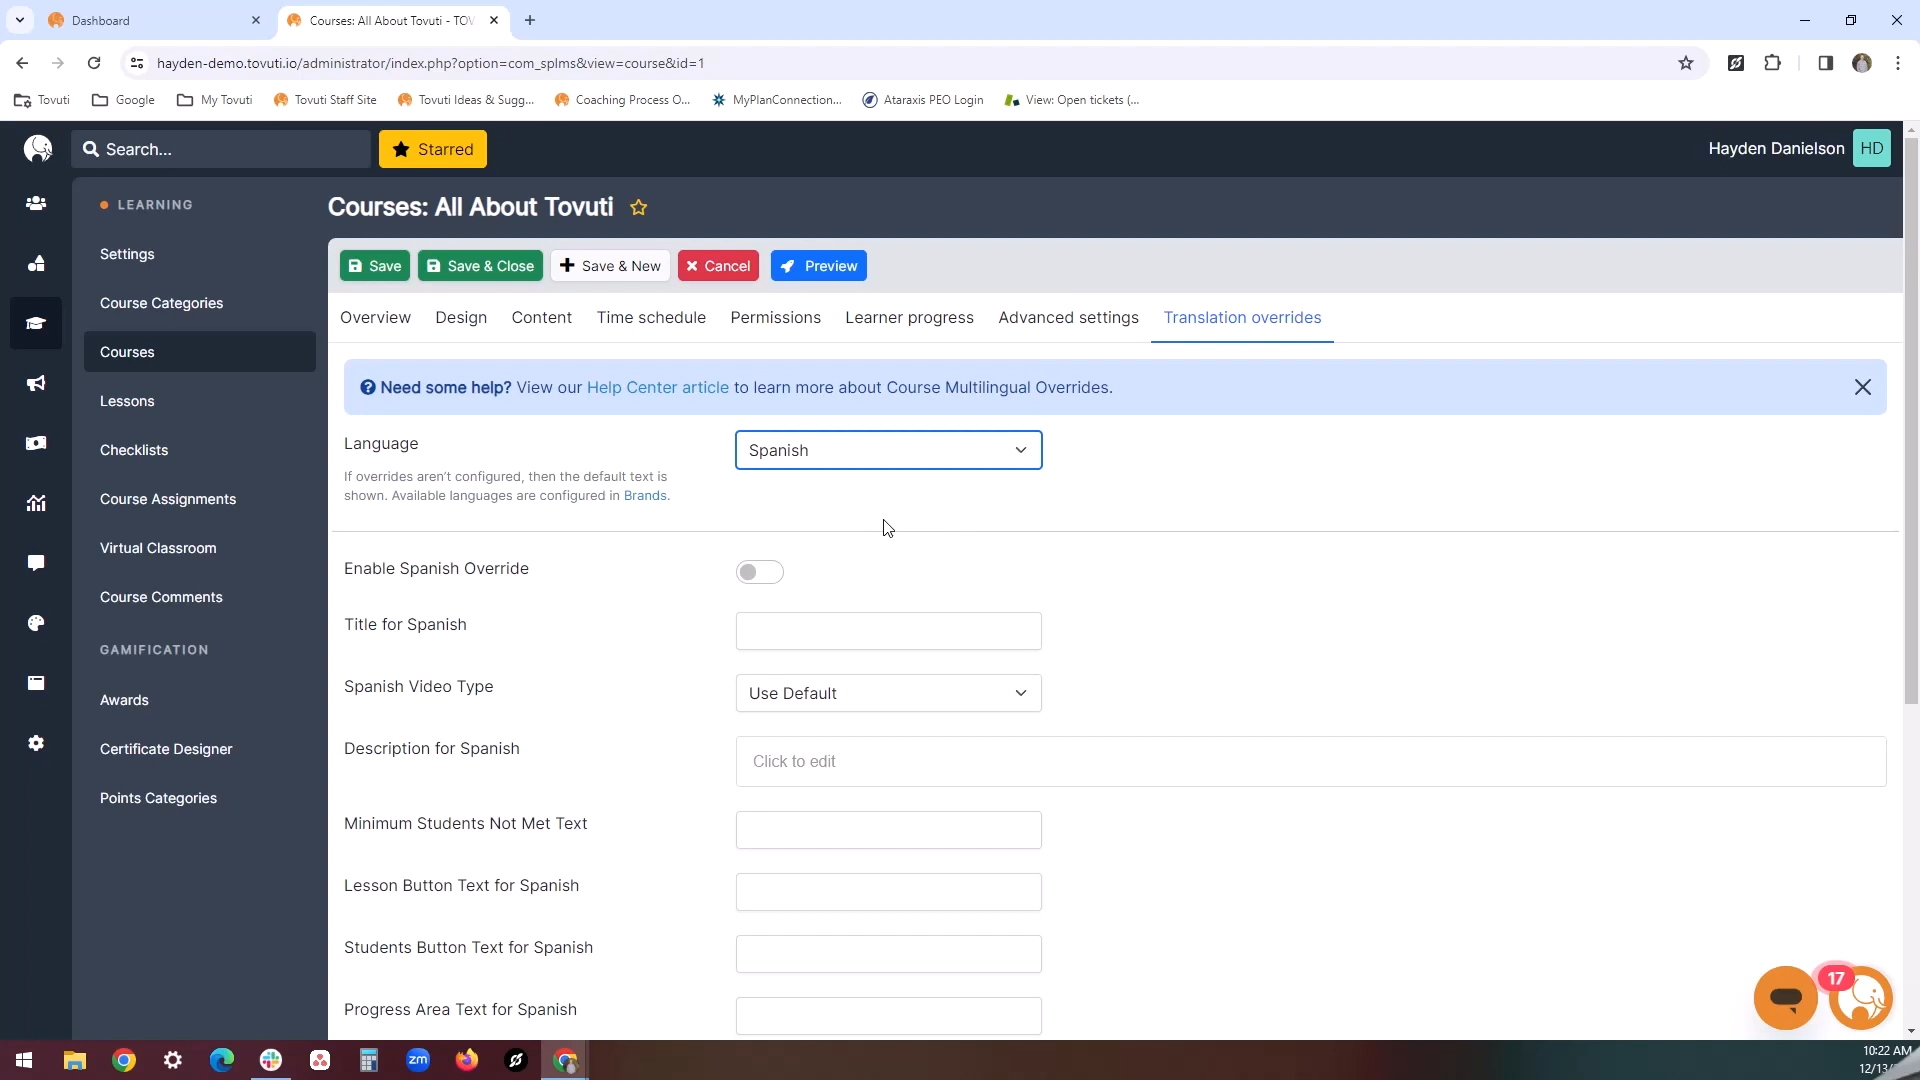 Dashboard
Courses: All About Tovuti - TOV
hayden-demo.tovuti.io/administrator/index.php?option=com_splms&view=course&id=1
Tovuti
Google
My Tovuti
Tovuti Staff Site
Tovuti Ideas & Sugg...
Coaching Process O...
MyPlanConnection...
Ataraxis PEO Login
View: Open tickets (...
Search...
Starred
Hayden Danielson
HD
LEARNING
Settings
Course Categories
Courses
Lessons
Checklists
Course Assignments
Virtual Classroom
Course Comments
GAMIFICATION
Awards
Certificate Designer
Points Categories
Courses: All About Tovuti
Save
Save & Close
Save & New
Cancel
Preview
Overview
Design
Content
Time schedule
Permissions
Learner progress
Advanced settings
Translation overrides
Need some help? View our Help Center article to learn more about Course Multilingual Overrides.
Language
Spanish
If overrides aren't configured, then the default text is
shown. Available languages are configured in Brands.
Enable Spanish Override
Title for Spanish
Spanish Video Type
Use Default
Description for Spanish
Click to edit
Minimum Students Not Met Text
Lesson Button Text for Spanish
Students Button Text for Spanish
Progress Area Text for Spanish
17
zm
10:22 AM
12/13/